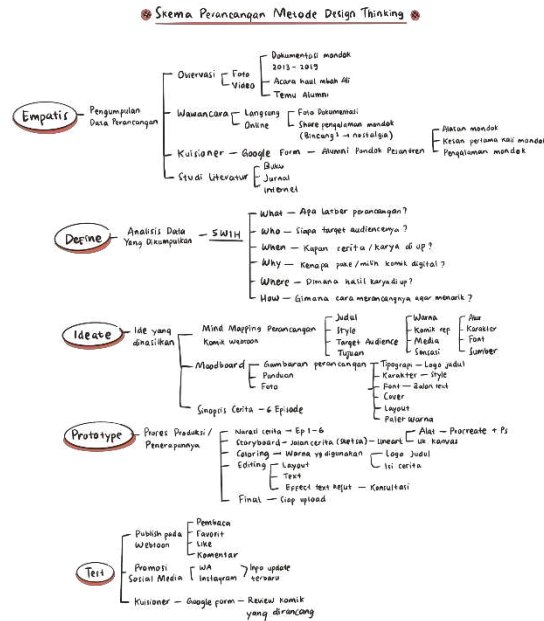 Skema Perancangan Metode Design Thinking
Empatis
Pengumpulan
Data Perancangan
Observasi
Foto
Video
Dokumentasi mondok
2013 - 2019
Acara haul mbah Ali
Temu Alumni
Wawancara
Langsung
Online
Foto Dokumentasi
Share pengalaman mondok
(Bincang² → nostalgia)
Kuisioner — Google Form — Alumni Pondok Pesantren
Alasan mondok
Kesan pertama kali mondok
Pengalaman mondok
Studi Literatur
Buku
Jurnal
Internet
Define
Analisis Data
Yang Dikumpulkan
5W1H
What — Apa latber perancangan?
Who — Siapa target audiencenya?
When — Kapan cerita / karya di up?
Why — Kenapa pake / milih komik digital?
Where — Dimana hasil karya di up?
How — Gimana cara merancangnya agar menarik?
Ideate
Ide yang
dihasilkan
Mind Mapping Perancangan
Komik Webtoon
Judul
Style
Target Audience
Tujuan
Warna
Komik rep
Media
Sensasi
Alur
Karakter
Font
Sumber
Moodboard
Gambaran perancangan
Panduan
Foto
Tipograpi — Logo judul
Karakter — Style
Font — Balon text
Cover
Layout
Palet Warna
Sinopsis Cerita — 6 Episode
Prototype
Proses Produksi /
Penerapannya
Narasi cerita — Ep 1 - 6
Storyboard — Jalan cerita (sketsa) — Lineart
Alat — Procreate + Ps
uk. kanvas
Coloring — Warna yg digunakan
Logo Judul
Isi cerita
Editing
Layout
Text
Effect text kejut — Konsultasi
Final — Siap upload
Test
Publish pada
Webtoon
Pembaca
Favorit
Like
Komentar
Promosi
Sosial Media
WA
Instagram
Info update
terbaru
Kuisioner — Google form — Review komik
yang dirancang